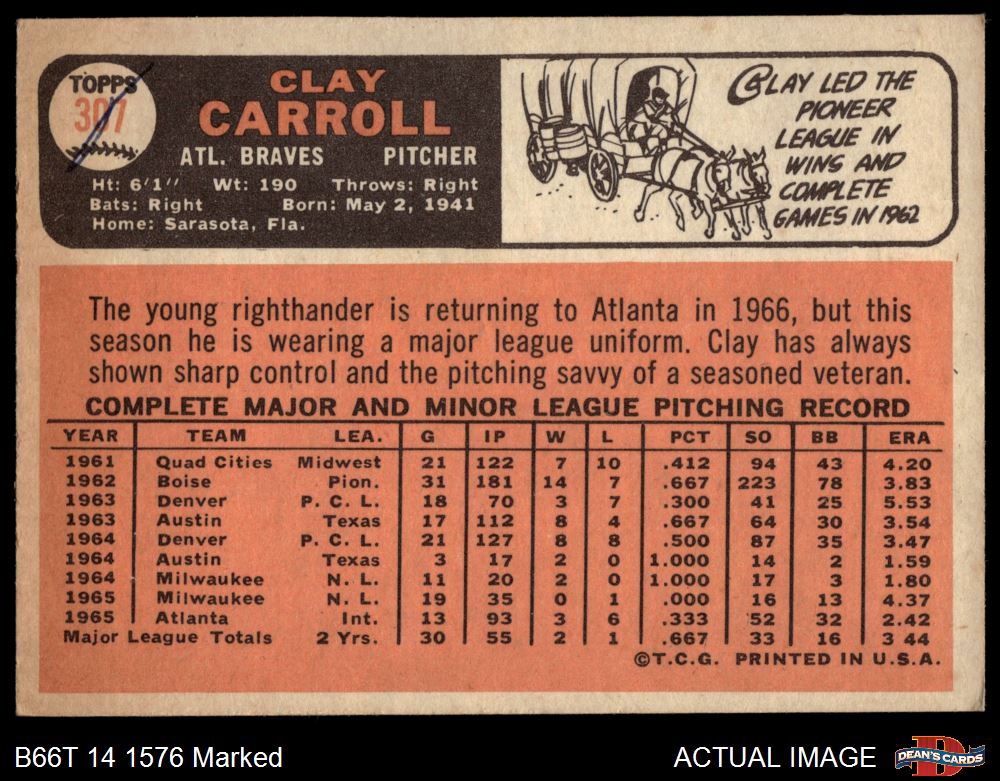 TOPPS
307
CLAY
CARROLL
ATL. BRAVES PITCHER
Ht: 6'1" Wt: 190 Throws: Right
Bats: Right Born: May 2, 1941
Home: Sarasota, Fla.
CLAY LED THE
PIONEER
LEAGUE IN
WINS AND
COMPLETE
GAMES IN 1962
The young righthander is returning to Atlanta in 1966, but this
season he is wearing a major league uniform. Clay has always
shown sharp control and the pitching savvy of a seasoned veteran.
COMPLETE MAJOR AND MINOR LEAGUE PITCHING RECORD
YEAR TEAM LEA. G IP W L PCT SO BB ERA
1961 Quad Cities Midwest 21 122 7 10 .412 94 43 4.20
1962 Boise Pion. 31 181 14 7 .667 223 78 3.83
1963 Denver P. C. L. 18 70 3 7 .300 41 25 5.53
1963 Austin Texas 17 112 8 4 .667 64 30 3.54
1964 Denver P. C. L. 21 127 8 8 .500 87 35 3.47
1964 Austin Texas 3 17 2 0 1.000 14 2 1.59
1964 Milwaukee N. L. 11 20 2 0 1.000 17 3 1.80
1965 Milwaukee N. L. 19 35 0 1 .000 16 13 4.37
1965 Atlanta Int. 13 93 3 6 .333 52 32 2.42
Major League Totals 2 Yrs. 30 55 2 1 .667 33 16 3 44
©T.C.G. PRINTED IN U.S.A.
B66T 14 1576 Marked ACTUAL IMAGE
D
DEAN'S CARDS